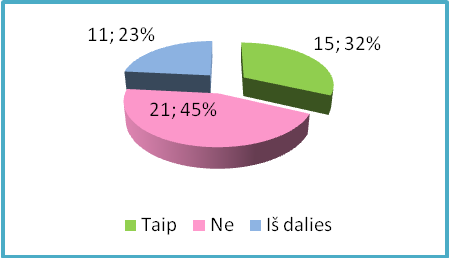 11; 23%
15; 32%
21; 45%
Taip
Ne
Iš dalies